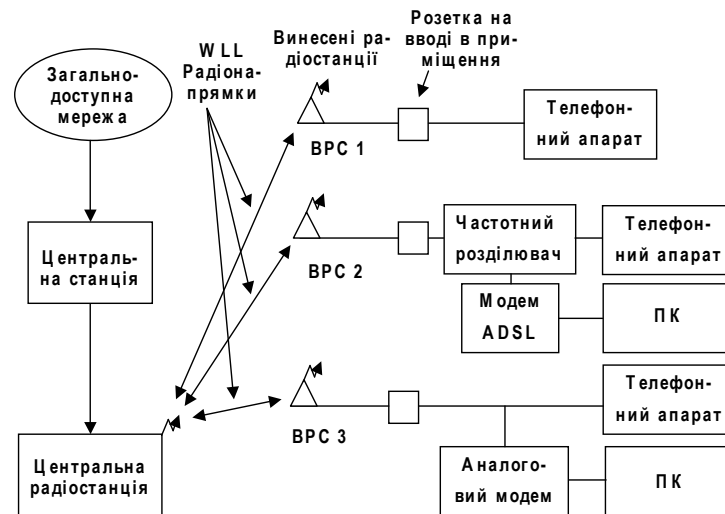 Загально-
доступна
мережа
WLL
Радіона-
прямки
Винесені ра-
діостанції
Розетка на
вводі в при-
міщення
ВРС 1
Телефон-
ний апарат
Централь-
на станція
ВРС 2
Частотний
розділювач
Телефон-
ний апарат
Модем
ADSL
ПК
Центральна
радіостанція
ВРС 3
Телефон-
ний апарат
Аналого-
вий модем
ПК